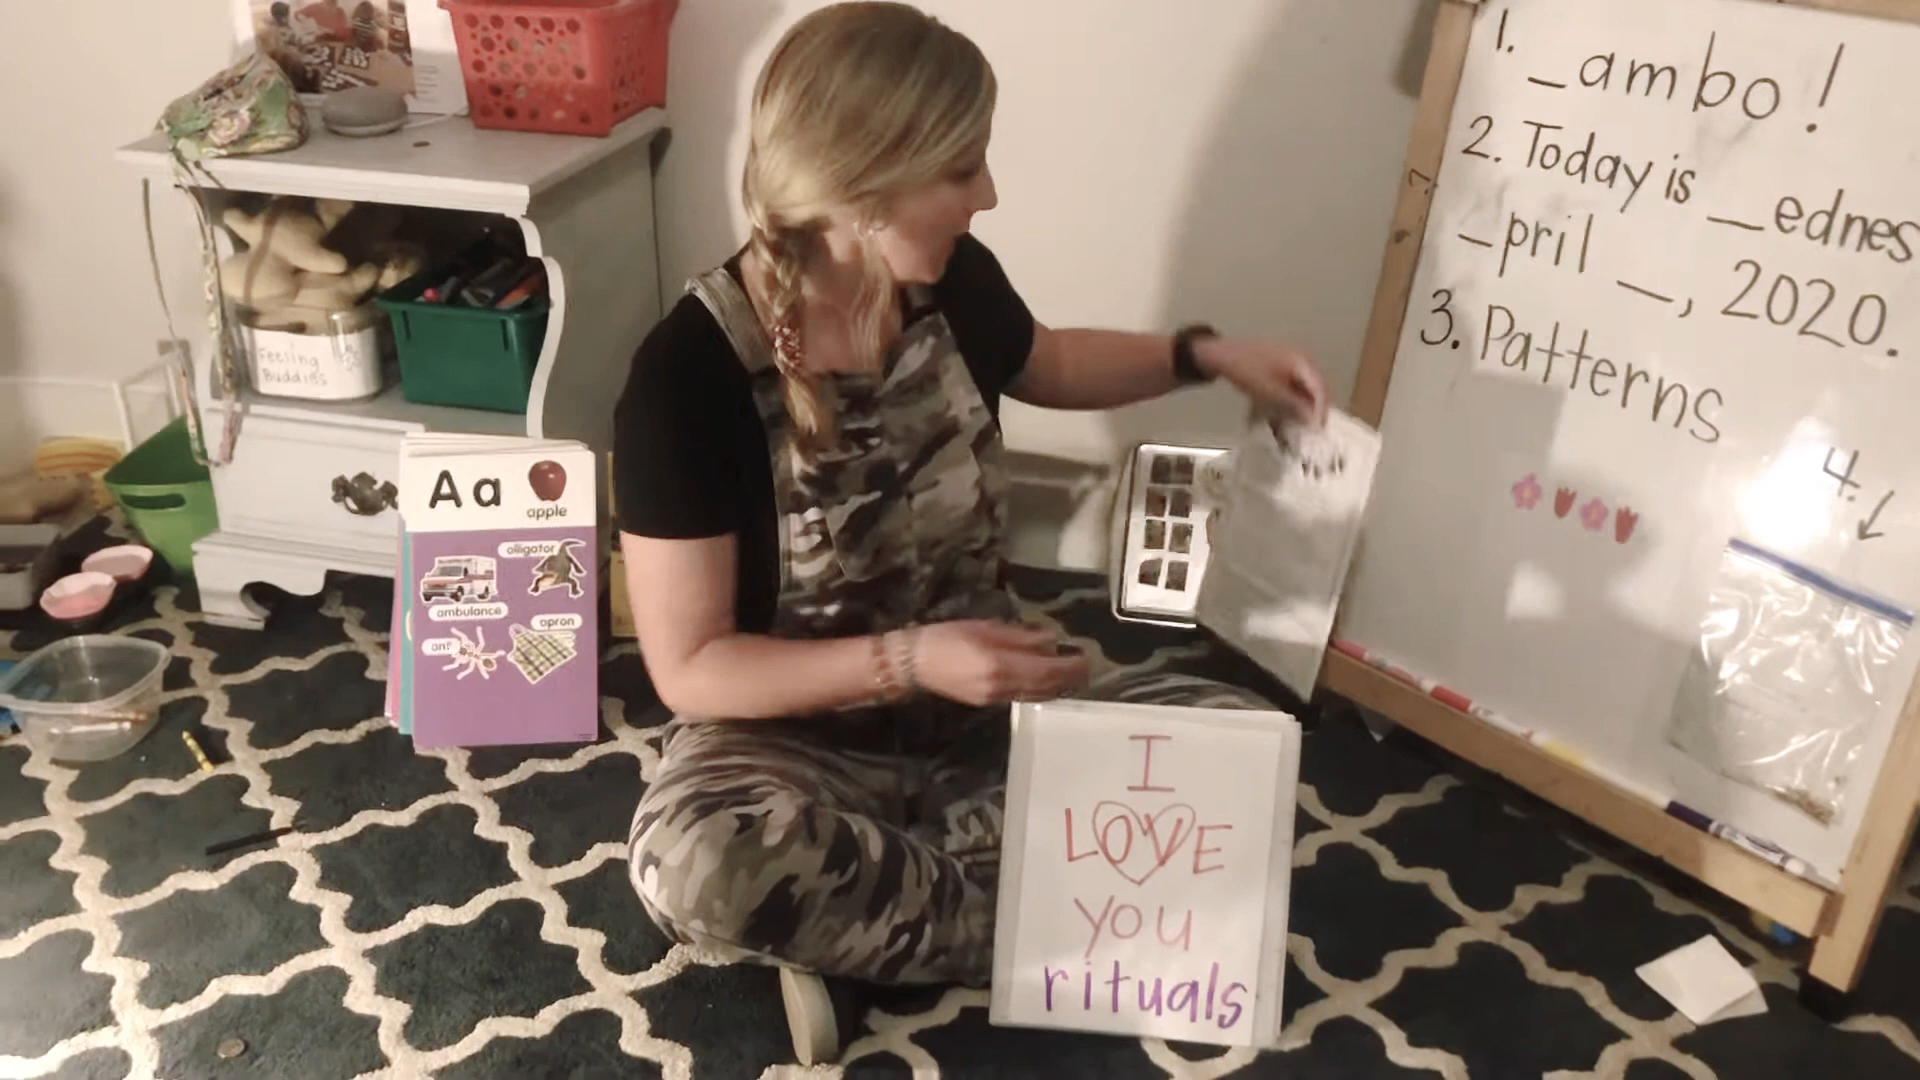 1. _ambo!
2. Today is _ednes
_pril _, 2020.
3. Patterns
4.
Feeling
Buddies
A a
apple
alligator
ambulance
apron
ant
I
LOVE
you
rituals